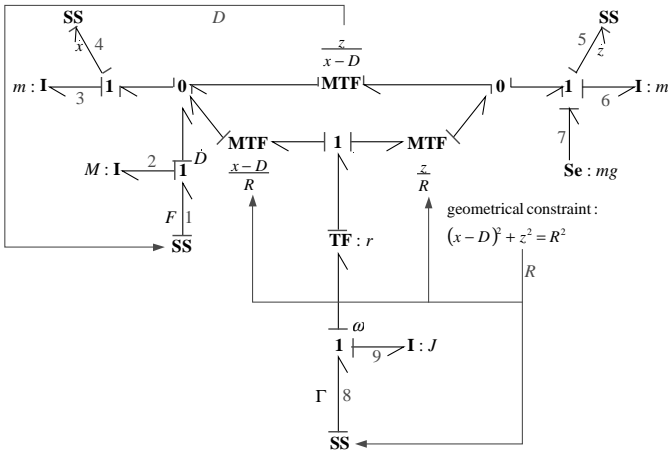 D
SS SS
z
x – D
ẋ 4 5 ż
m : I 3 1 0 MTF 0 1 6 I : m
7
MTF 1 MTF
Ḋ
2
M : I 1
x – D
R
z
R
Se : mg
F 1
geometrical constraint :
(x – D)² + z² = R²
SS
TF : r
R
ω
1 9 I : J
Γ 8
SS